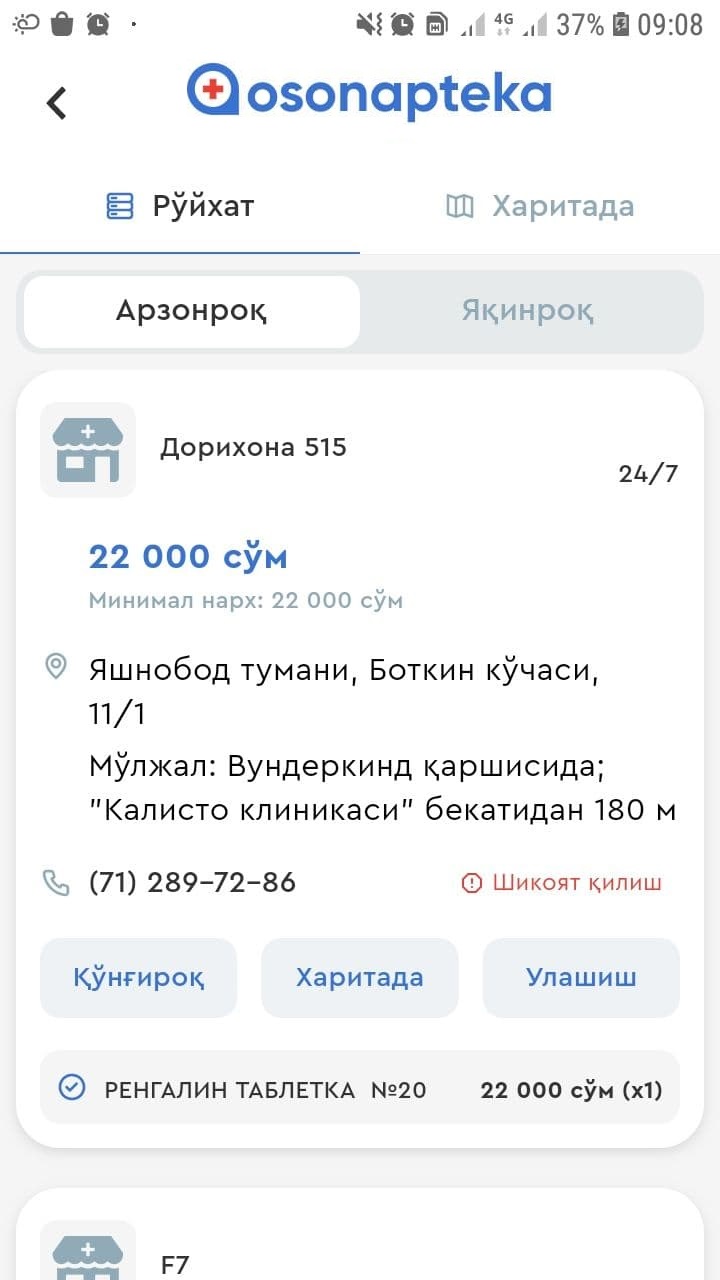 4G 37% 09:08
osonapteka
Рўйхат Харитада
Арзонроқ Яқинроқ
Дорихона 515
24/7
22 000 сўм
Минимал нарх: 22 000 сўм
Яшнобод тумани, Боткин кўчаси,
11/1
Мўлжал: Вундеркинд қаршисида;
"Калисто клиникаси" бекатидан 180 м
(71) 289-72-86 Шикоят қилиш
Қўнғироқ Харитада Улашиш
РЕНГАЛИН ТАБЛЕТКА №20 22 000 сўм (x1)
F7